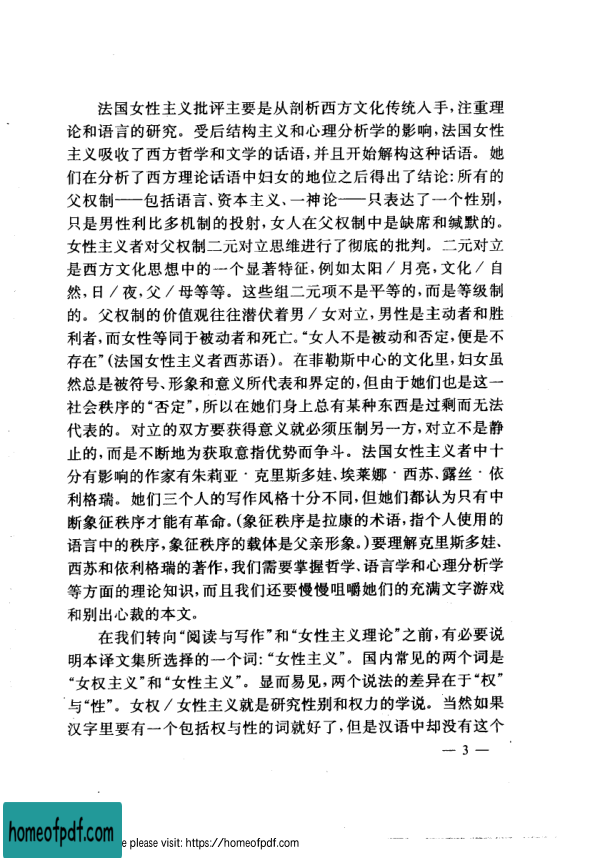 法国女性主义批评主要是从剖析西方文化传统入手,注重理
论和语言的研究。受后结构主义和心理分析学的影响,法国女性
主义吸收了西方哲学和文学的话语,并且开始解构这种话语。她
们在分析了西方理论话语中妇女的地位之后得出了结论:所有的
父权制——包括语言、资本主义、一神论——只表达了一个性别,
只是男性利比多机制的投射,女人在父权制中是缺席和缄默的。
女性主义者对父权制二元对立思维进行了彻底的批判。二元对立
是西方文化思想中的一个显著特征,例如太阳/月亮,文化/自
然,日/夜,父/母等等。这些组二元项不是平等的,而是等级制
的。父权制的价值观往往潜伏着男/女对立,男性是主动者和胜
利者,而女性等同于被动者和死亡。“女人不是被动和否定,便是不
存在”(法国女性主义者西苏语)。在菲勒斯中心的文化里,妇女虽
然总是被符号、形象和意义所代表和界定的,但由于她们也是这一
社会秩序的“否定”,所以在她们身上总有某种东西是过剩而无法
代表的。对立的双方要获得意义就必须压制另一方,对立不是静
止的,而是不断地为获取意指优势而争斗。法国女性主义者中十
分有影响的作家有朱莉亚·克里斯多娃、埃莱娜·西苏、露丝·依
利格瑞。她们三个人的写作风格十分不同,但她们都认为只有中
断象征秩序才能有革命。(象征秩序是拉康的术语,指个人使用的
语言中的秩序,象征秩序的载体是父亲形象。)要理解克里斯多娃、
西苏和依利格瑞的著作,我们需要掌握哲学、语言学和心理分析学
等方面的理论知识,而且我们还要慢慢咀嚼她们的充满文字游戏
和别出心裁的本文。
在我们转向“阅读与写作”和“女性主义理论”之前,有必要说
明本译文集所选择的一个词:“女性主义”。国内常见的两个词是
“女权主义”和“女性主义”。显而易见,两个说法的差异在于“权”
与“性”。女权/女性主义就是研究性别和权力的学说。当然如果
汉字里要有一个包括权与性的词就好了,但是汉语中却没有这个
— 3 —
homeofpdf.com
e please visit: https://homeofpdf.com